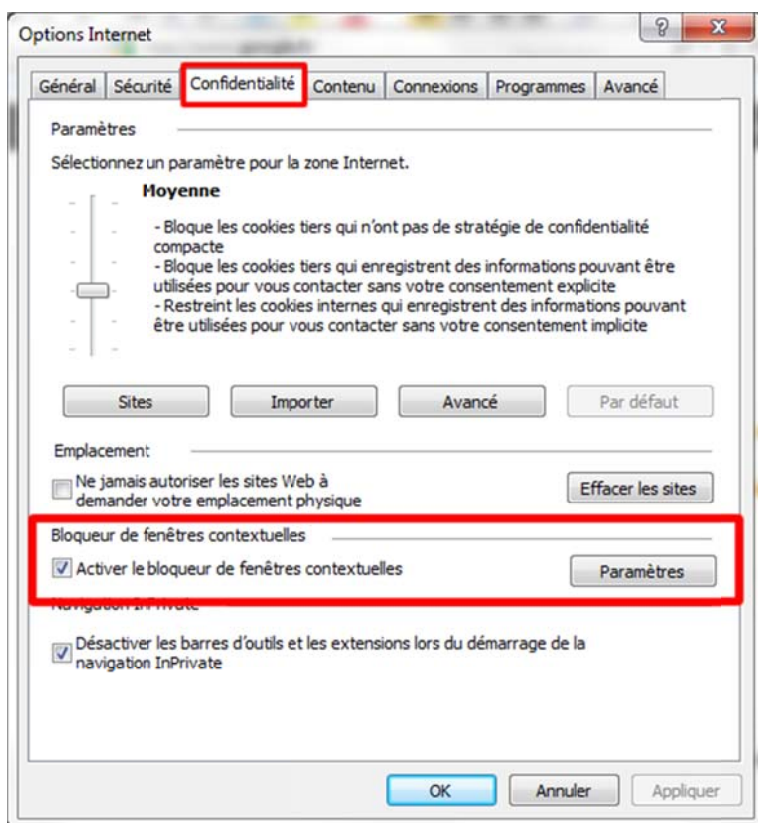 Options Internet
?
X
Général Sécurité Confidentialité Contenu Connexions Programmes Avancé
Paramètres
Sélectionnez un paramètre pour la zone Internet.
Moyenne
- Bloque les cookies tiers qui n'ont pas de stratégie de confidentialité
compacte
- Bloque les cookies tiers qui enregistrent des informations pouvant être
utilisées pour vous contacter sans votre consentement explicite
- Restreint les cookies internes qui enregistrent des informations pouvant
être utilisées pour vous contacter sans votre consentement implicite
Sites Importer Avancé Par défaut
Emplacement
Ne jamais autoriser les sites Web à
demander votre emplacement physique
Effacer les sites
Bloqueur de fenêtres contextuelles
Activer le bloqueur de fenêtres contextuelles
Paramètres
Navigation InPrivate
Désactiver les barres d'outils et les extensions lors du démarrage de la
navigation InPrivate
OK Annuler Appliquer